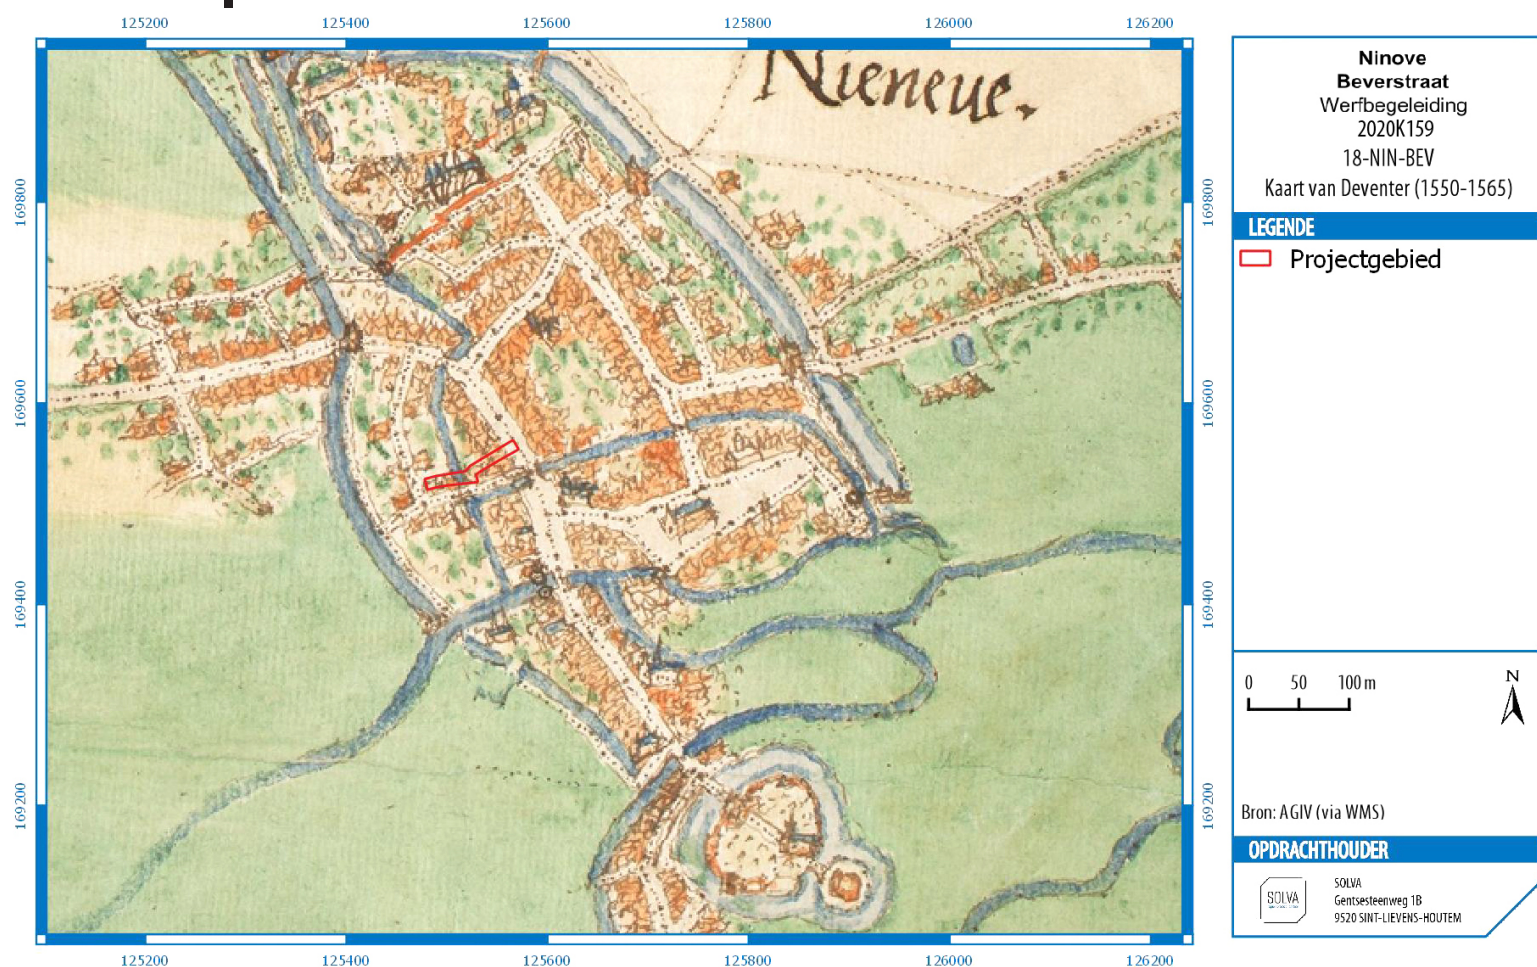 125200 125400 125600 125800 126000 126200
169800 169800
169600 169600
169400 169400
169200 169200
125200 125400 125600 125800 126000 126200
Nieneue.
Ninove
Beverstraat
Werfbegeleiding
2020K159
18-NIN-BEV
Kaart van Deventer (1550-1565)
LEGENDE
Projectgebied
0 50 100 m
N
Bron: AGIV (via WMS)
OPDRACHTHOUDER
SOLVA
SOLVA
Gentsesteenweg 1B
9520 SINT-LIEVENS-HOUTEM